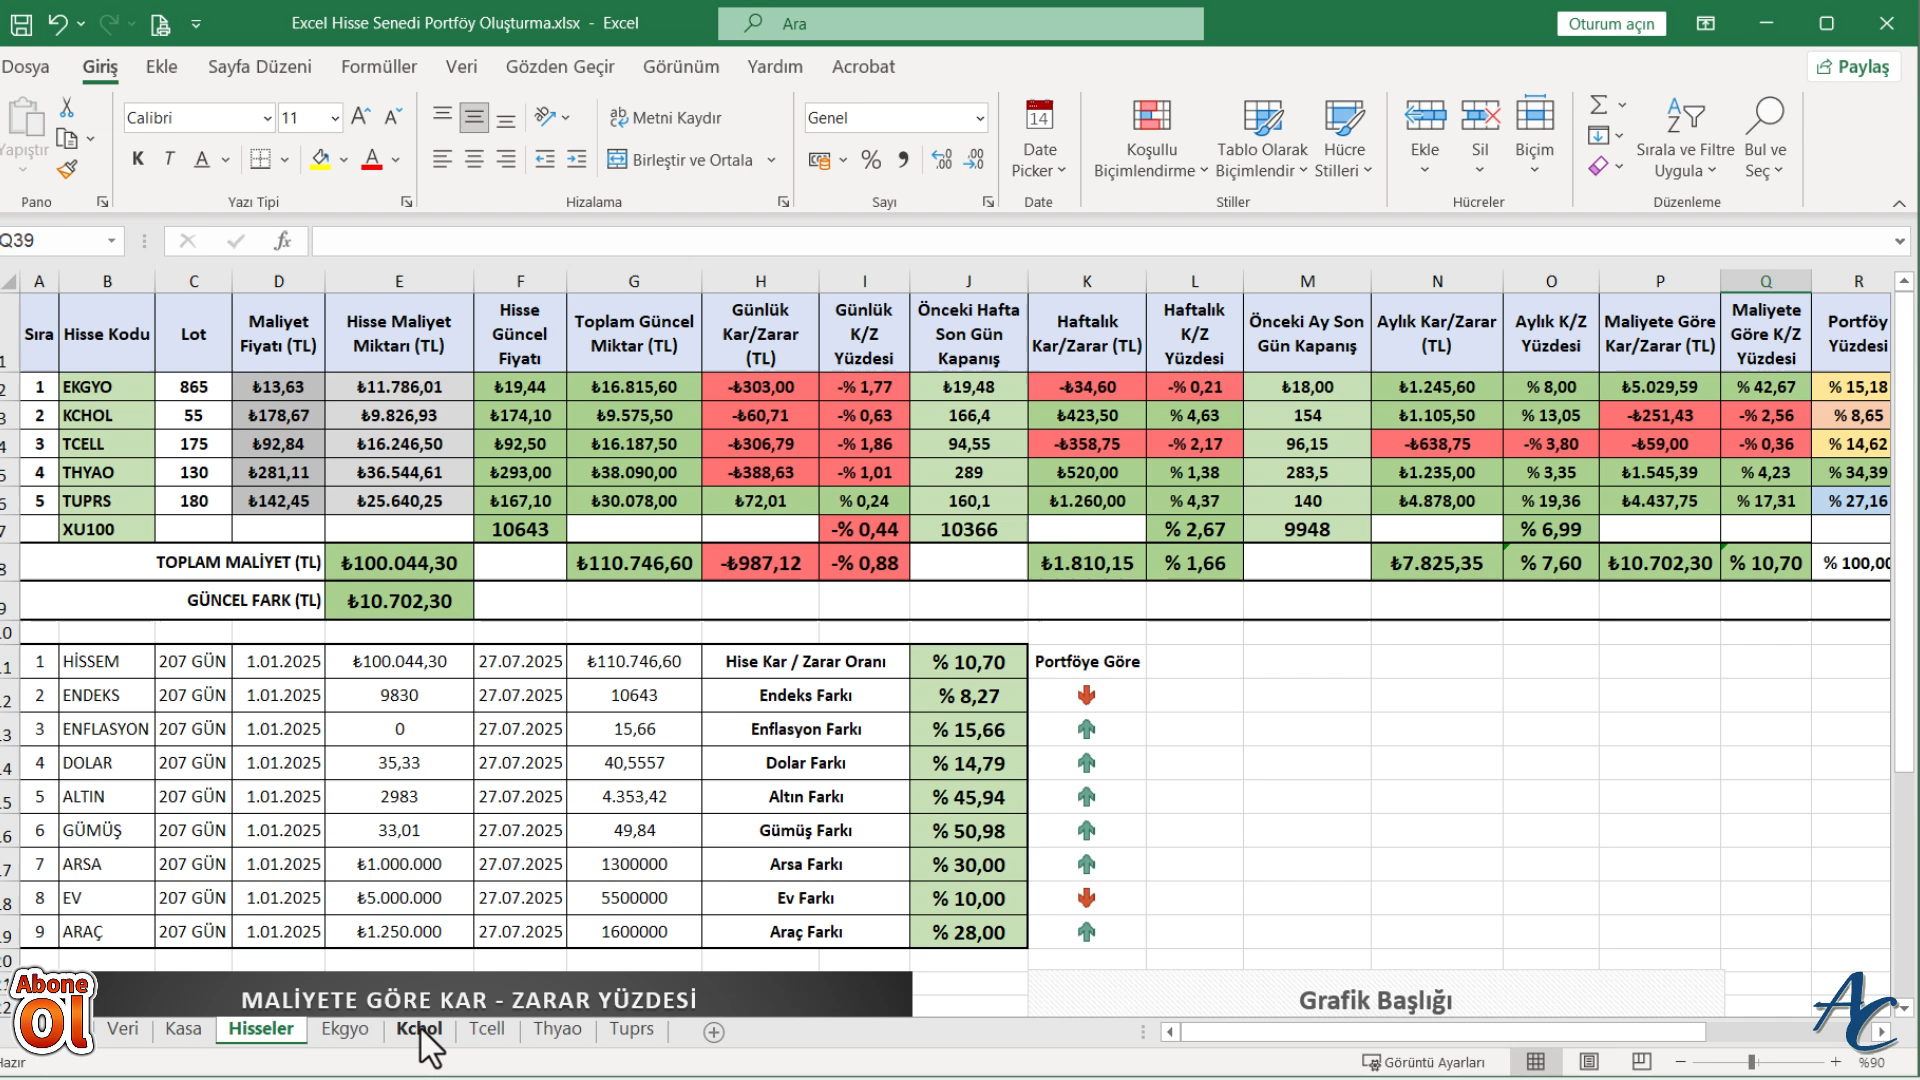 Excel Hisse Senedi Portföy Oluşturma.xlsx - Excel
Ara
Oturum açın
Dosya Giriş Ekle Sayfa Düzeni Formüller Veri Gözden Geçir Görünüm Yardım Acrobat
Paylaş
Calibri 11
Metni Kaydır
Genel
Yapıştır
K T A
Birleştir ve Ortala
Date Picker
Koşullu Biçimlendirme
Tablo Olarak Biçimlendir
Hücre Stilleri
Ekle
Sil
Biçim
Sırala ve Filtre Uygula
Bul ve Seç
Pano Yazı Tipi Hizalama Sayı Date Stiller Hücreler Düzenleme
Q39 fx
A B C D E F G H I J K L M N O P Q R
Sıra Hisse Kodu Lot Maliyet Fiyatı (TL) Hisse Maliyet Miktarı (TL) Hisse Güncel Fiyatı Toplam Güncel Miktar (TL) Günlük Kar/Zarar (TL) Günlük K/Z Yüzdesi Önceki Hafta Son Gün Kapanış Haftalık Kar/Zarar (TL) Haftalık K/Z Yüzdesi Önceki Ay Son Gün Kapanış Aylık Kar/Zarar (TL) Aylık K/Z Yüzdesi Maliyete Göre Kar/Zarar (TL) Maliyete Göre K/Z Yüzdesi Portföy Yüzdesi
1 EKGYO 865 ₺13,63 ₺11.786,01 ₺19,44 ₺16.815,60 -₺303,00 -% 1,77 ₺19,48 -₺34,60 -% 0,21 ₺18,00 ₺1.245,60 % 8,00 ₺5.029,59 % 42,67 % 15,18
2 KCHOL 55 ₺178,67 ₺9.826,93 ₺174,10 ₺9.575,50 -₺60,71 -% 0,63 166,4 ₺423,50 % 4,63 154 ₺1.105,50 % 13,05 -₺251,43 -% 2,56 % 8,65
3 TCELL 175 ₺92,84 ₺16.246,50 ₺92,50 ₺16.187,50 -₺306,79 -% 1,86 94,55 -₺358,75 -% 2,17 96,15 -₺638,75 -% 3,80 -₺59,00 -% 0,36 % 14,62
4 THYAO 130 ₺281,11 ₺36.544,61 ₺293,00 ₺38.090,00 -₺388,63 -% 1,01 289 ₺520,00 % 1,38 283,5 ₺1.235,00 % 3,35 ₺1.545,39 % 4,23 % 34,39
5 TUPRS 180 ₺142,45 ₺25.640,25 ₺167,10 ₺30.078,00 ₺72,01 % 0,24 160,1 ₺1.260,00 % 4,37 140 ₺4.878,00 % 19,36 ₺4.437,75 % 17,31 % 27,16
XU100 10643 -% 0,44 10366 % 2,67 9948 % 6,99
TOPLAM MALİYET (TL) ₺100.044,30 ₺110.746,60 -₺987,12 -% 0,88 ₺1.810,15 % 1,66 ₺7.825,35 % 7,60 ₺10.702,30 % 10,70 % 100,00
GÜNCEL FARK (TL) ₺10.702,30
1 HİSSEM 207 GÜN 1.01.2025 ₺100.044,30 27.07.2025 ₺110.746,60 Hise Kar / Zarar Oranı % 10,70 Portföye Göre
2 ENDEKS 207 GÜN 1.01.2025 9830 27.07.2025 10643 Endeks Farkı % 8,27
3 ENFLASYON 207 GÜN 1.01.2025 0 27.07.2025 15,66 Enflasyon Farkı % 15,66
4 DOLAR 207 GÜN 1.01.2025 35,33 27.07.2025 40,5557 Dolar Farkı % 14,79
5 ALTIN 207 GÜN 1.01.2025 2983 27.07.2025 4.353,42 Altın Farkı % 45,94
6 GÜMÜŞ 207 GÜN 1.01.2025 33,01 27.07.2025 49,84 Gümüş Farkı % 50,98
7 ARSA 207 GÜN 1.01.2025 ₺1.000.000 27.07.2025 1300000 Arsa Farkı % 30,00
8 EV 207 GÜN 1.01.2025 ₺5.000.000 27.07.2025 5500000 Ev Farkı % 10,00
9 ARAÇ 207 GÜN 1.01.2025 ₺1.250.000 27.07.2025 1600000 Araç Farkı % 28,00
MALİYETE GÖRE KAR - ZARAR YÜZDESİ
Grafik Başlığı
Abone Ol
AC
Veri Kasa Hisseler Ekgyo Kchol Tcell Thyao Tuprs
Hazır
Görüntü Ayarları
%90